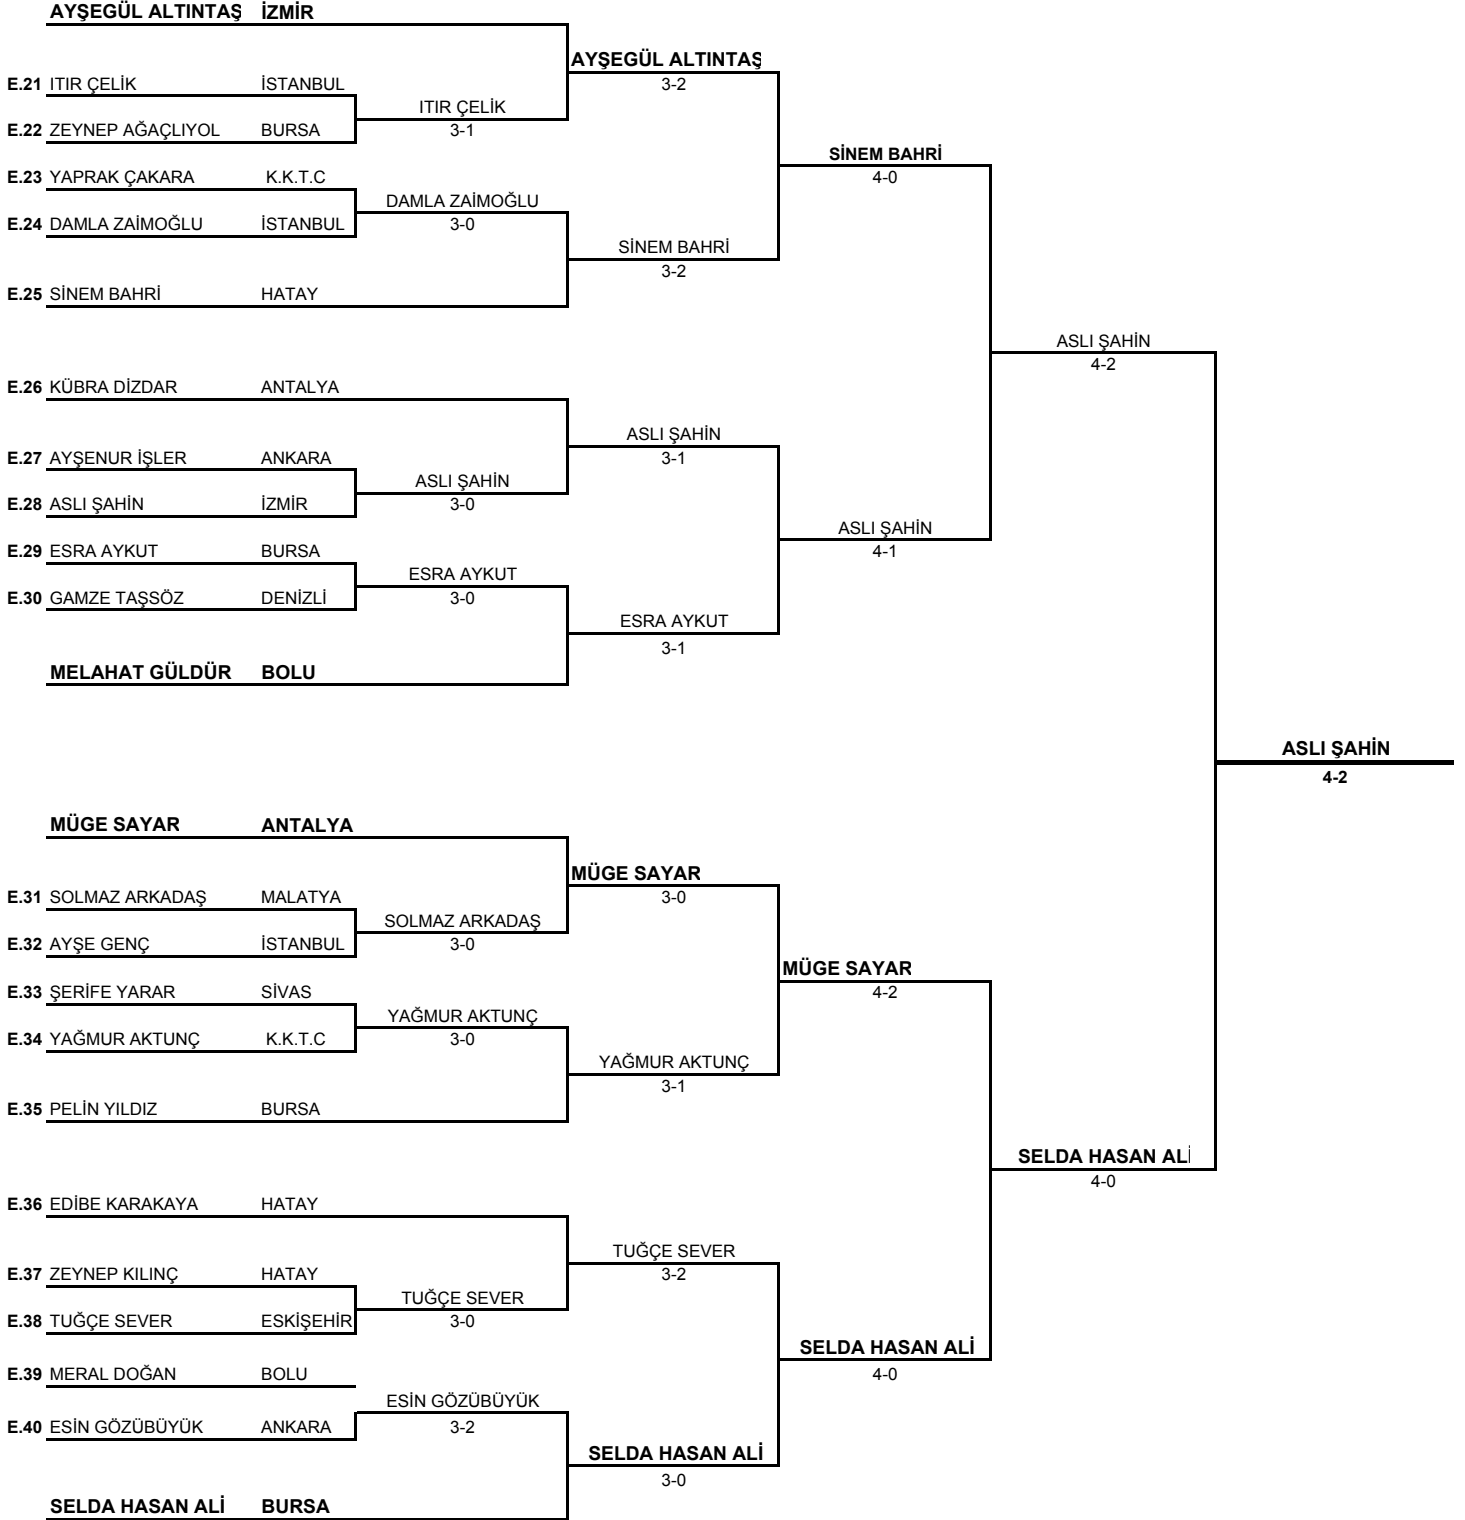 AYŞEGÜL ALTINTAŞ İZMİR
AYŞEGÜL ALTINTAŞ
E.21 ITIR ÇELİK İSTANBUL 3-2
ITIR ÇELİK
E.22 ZEYNEP AĞAÇLIYOL BURSA 3-1
SİNEM BAHRİ
E.23 YAPRAK ÇAKARA K.K.T.C 4-0
DAMLA ZAİMOĞLU
E.24 DAMLA ZAİMOĞLU İSTANBUL 3-0
SİNEM BAHRİ
3-2
E.25 SİNEM BAHRİ HATAY
ASLI ŞAHİN
4-2
E.26 KÜBRA DİZDAR ANTALYA
ASLI ŞAHİN
E.27 AYŞENUR İŞLER ANKARA 3-1
ASLI ŞAHİN
E.28 ASLI ŞAHİN İZMİR 3-0
ASLI ŞAHİN
E.29 ESRA AYKUT BURSA 4-1
ESRA AYKUT
E.30 GAMZE TAŞSÖZ DENİZLİ 3-0
ESRA AYKUT
3-1
MELAHAT GÜLDÜR BOLU
ASLI ŞAHİN
4-2
MÜGE SAYAR ANTALYA
MÜGE SAYAR
E.31 SOLMAZ ARKADAŞ MALATYA 3-0
SOLMAZ ARKADAŞ
E.32 AYŞE GENÇ İSTANBUL 3-0
MÜGE SAYAR
E.33 ŞERİFE YARAR SİVAS 4-2
YAĞMUR AKTUNÇ
E.34 YAĞMUR AKTUNÇ K.K.T.C 3-0
YAĞMUR AKTUNÇ
3-1
E.35 PELİN YILDIZ BURSA
SELDA HASAN ALİ
4-0
E.36 EDİBE KARAKAYA HATAY
TUĞÇE SEVER
E.37 ZEYNEP KILINÇ HATAY 3-2
TUĞÇE SEVER
E.38 TUĞÇE SEVER ESKİŞEHİR 3-0
SELDA HASAN ALİ
E.39 MERAL DOĞAN BOLU 4-0
ESİN GÖZÜBÜYÜK
E.40 ESİN GÖZÜBÜYÜK ANKARA 3-2
SELDA HASAN ALİ
3-0
SELDA HASAN ALİ BURSA